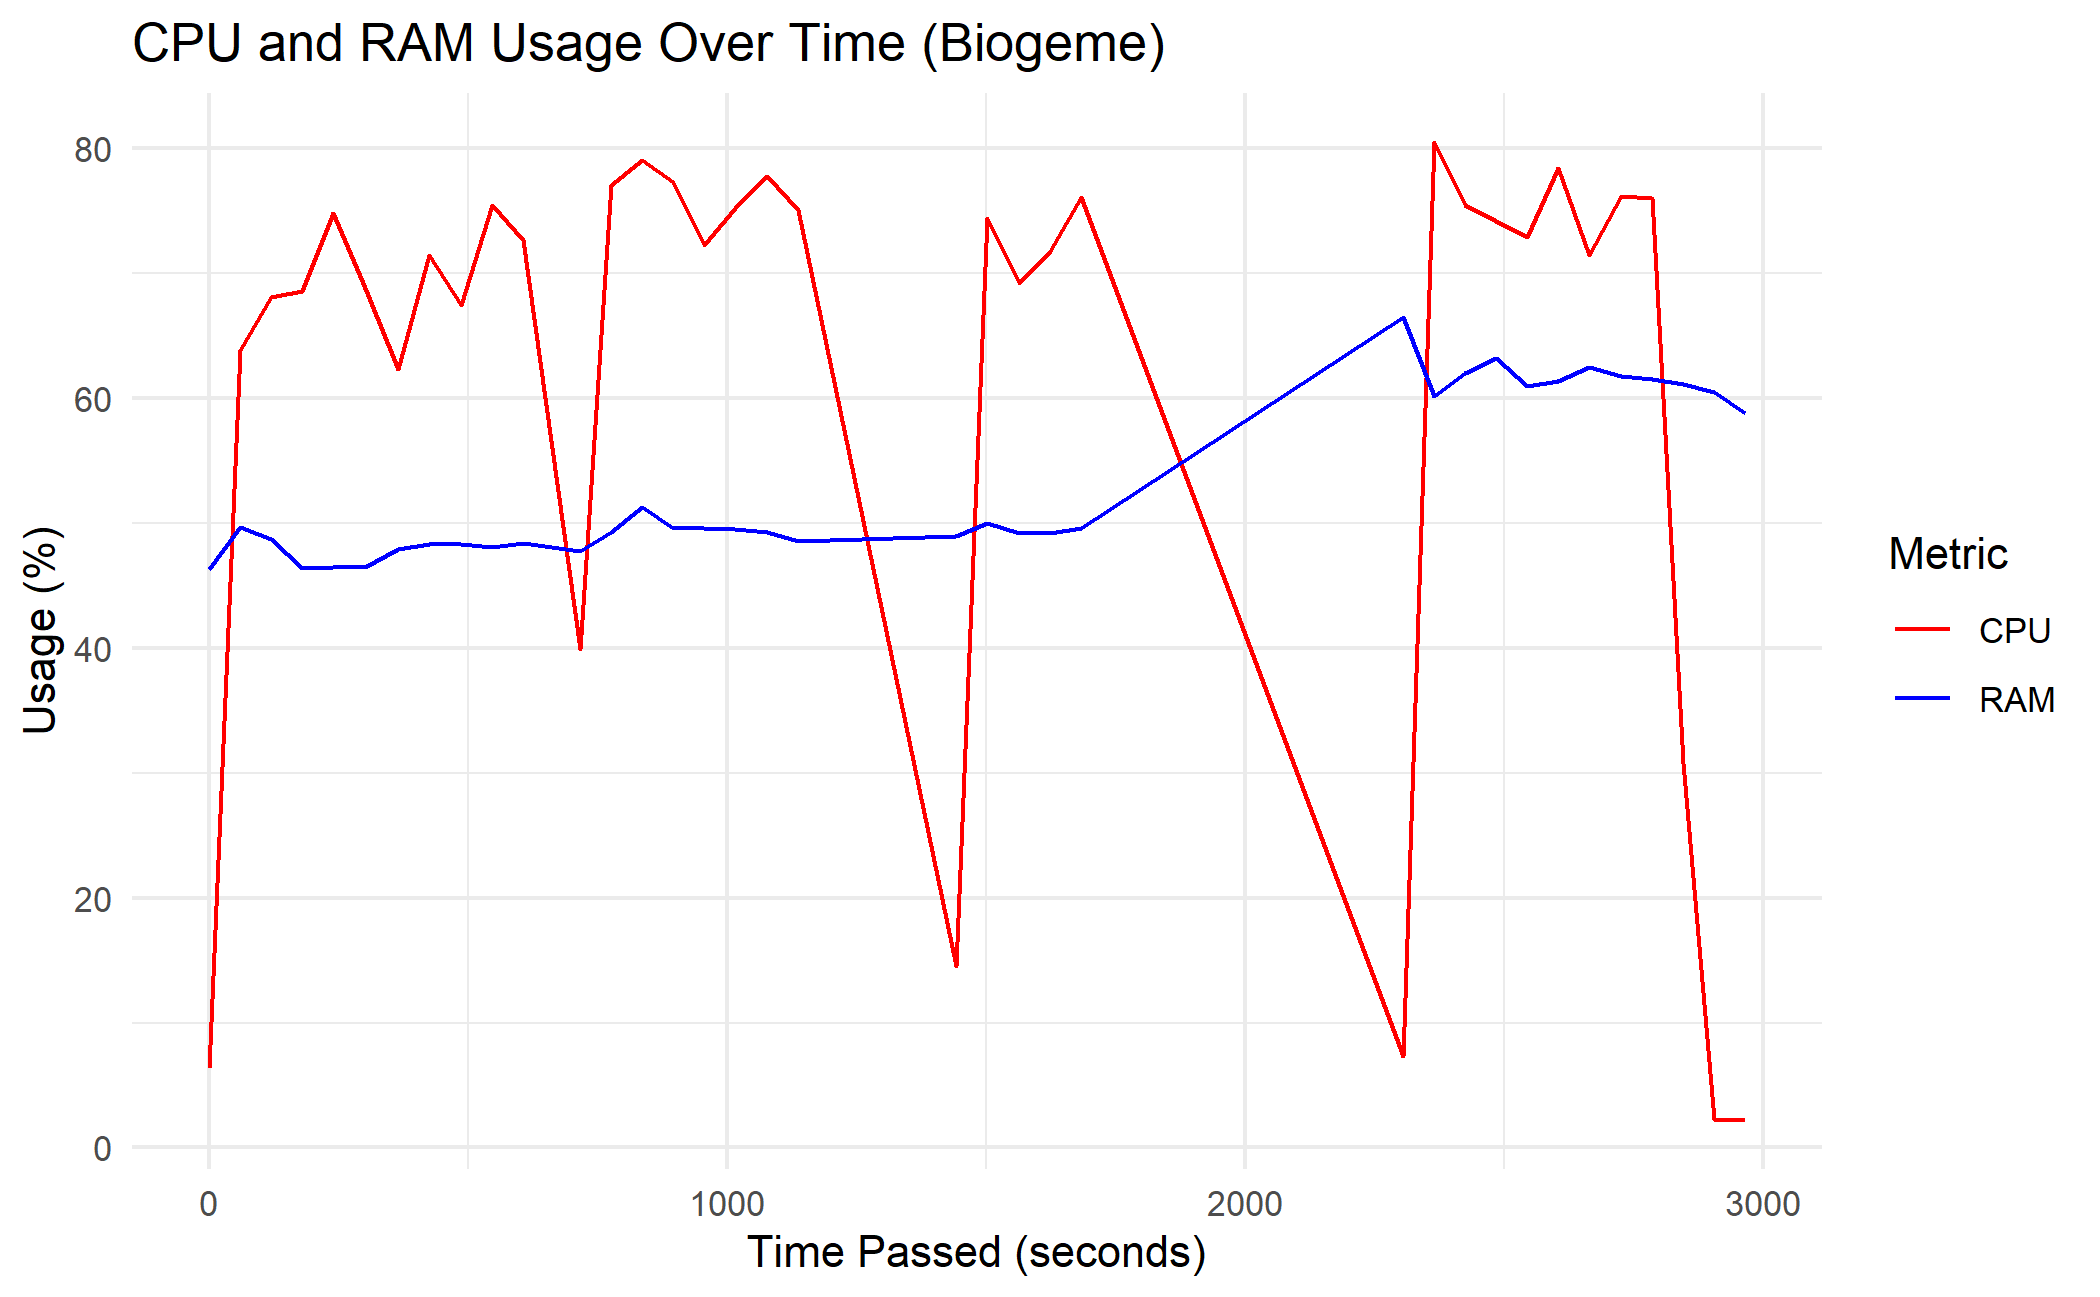 CPU and RAM Usage Over Time (Biogeme)
80
60
40
20
0
Usage (%)
0 1000 2000 3000
Time Passed (seconds)
Metric
CPU
RAM